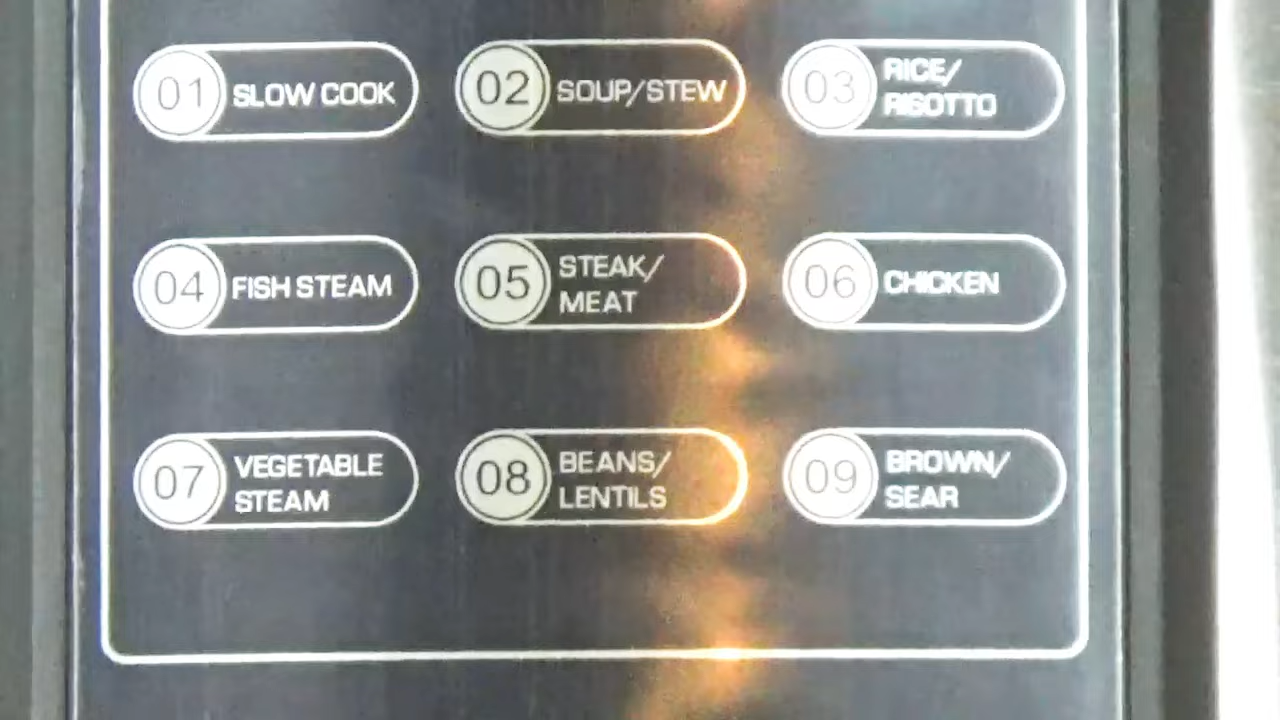 01 SLOW COOK
02 SOUP/STEW
03 RICE/
RISOTTO
04 FISH STEAM
05 STEAK/
MEAT
06 CHICKEN
07 VEGETABLE
STEAM
08 BEANS/
LENTILS
09 BROWN/
SEAR